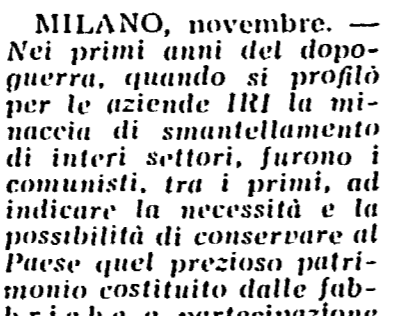 MILANO, novembre. —
Nei primi anni del dopo-
guerra, quando si profilò
per le aziende IRI la mi-
naccia di smantellamento
di interi settori, furono i
comunisti, tra i primi, ad
indicare la necessità e la
possibilità di conservare al
Paese quel prezioso patri-
monio costituito dalle fab-
briche a partecipazione